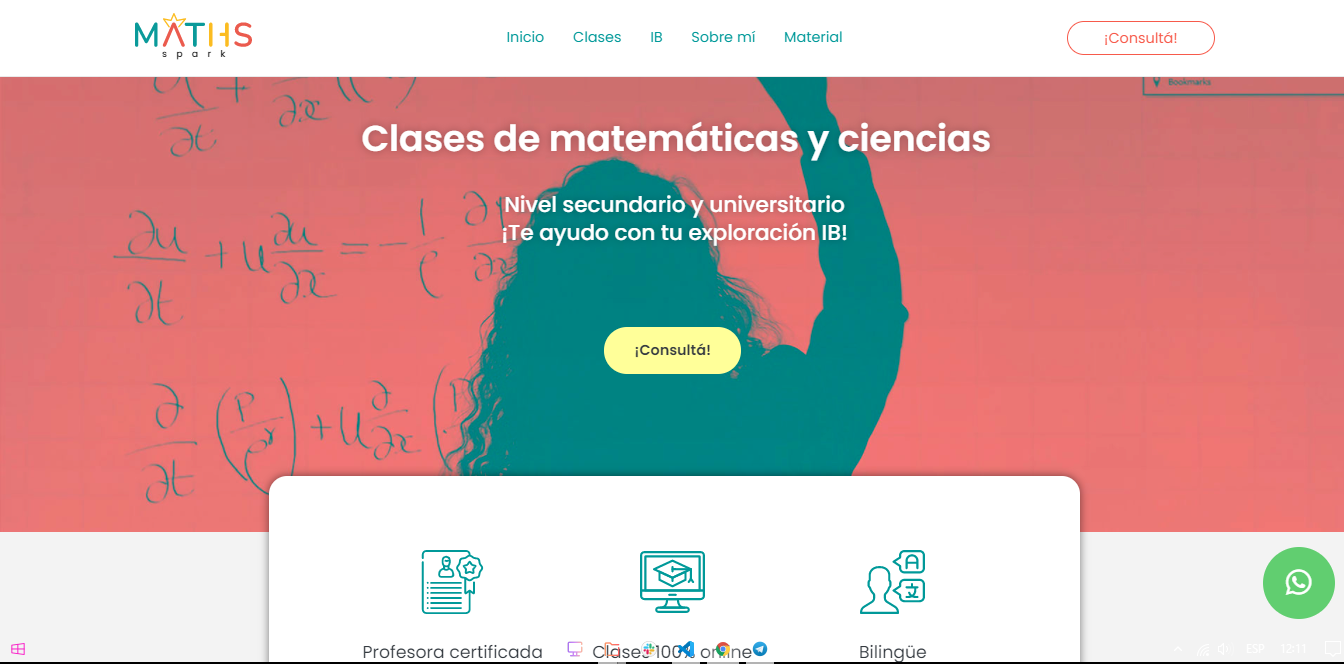 MATHS
spark
Inicio Clases IB Sobre mí Material
¡Consultá!
Bookmarks
Clases de matemáticas y ciencias
Nivel secundario y universitario
¡Te ayudo con tu exploración IB!
¡Consultá!
Profesora certificada
Clases 100% online
Bilingüe
ESP 12:11